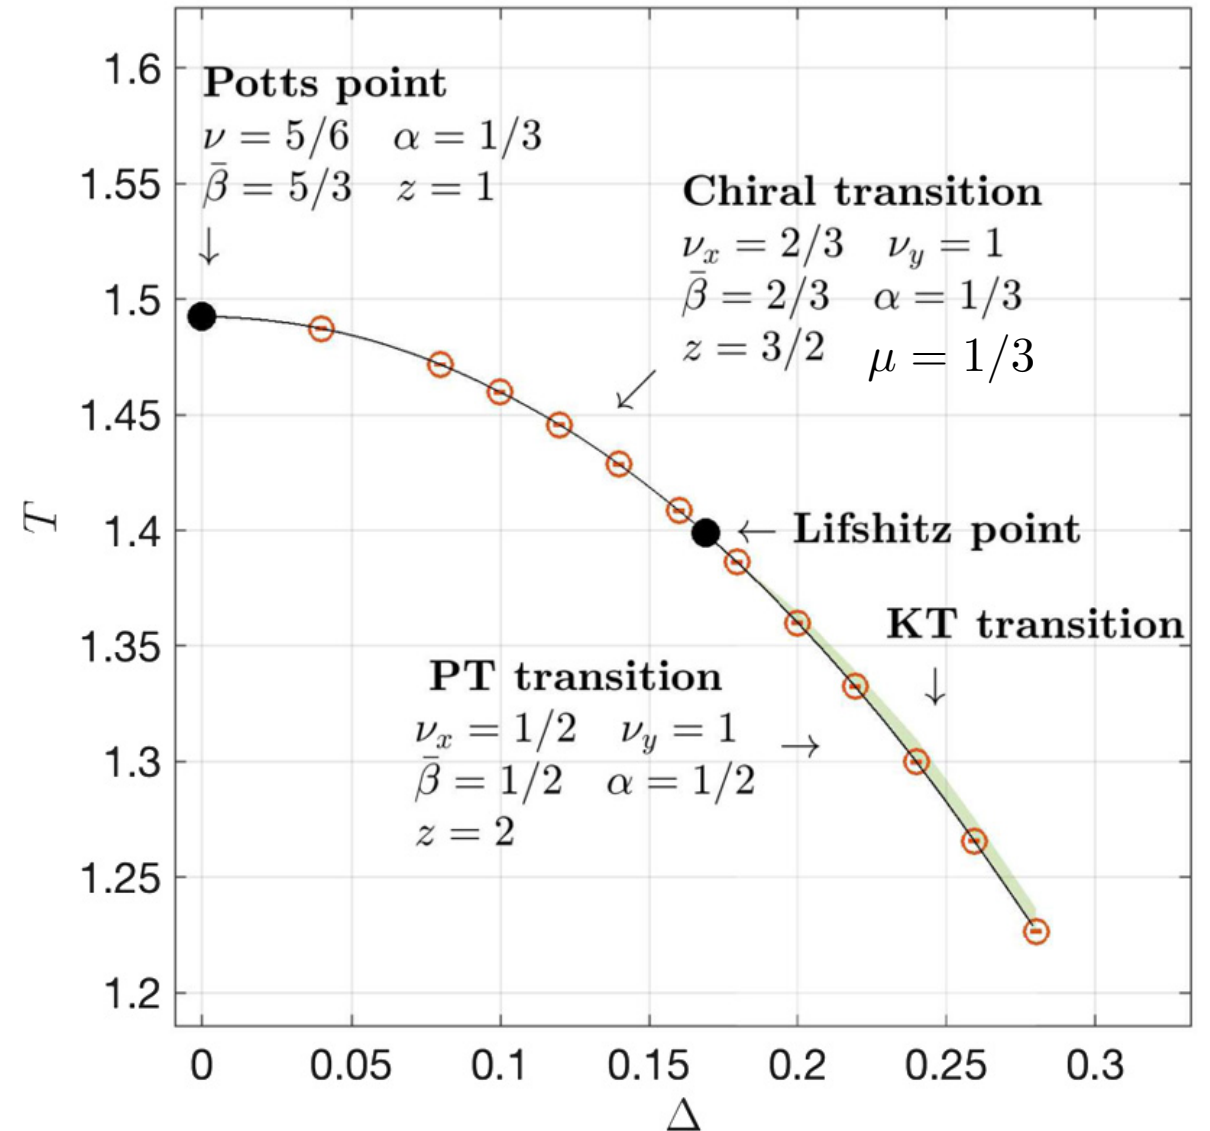 1.6
Potts point
ν = 5/6 α = 1/3
β̄ = 5/3 z = 1
↓
1.55
Chiral transition
ν_x = 2/3 ν_y = 1
β̄ = 2/3 α = 1/3
z = 3/2 μ = 1/3
1.5
1.45
T
1.4
← Lifshitz point
KT transition
↓
1.35
PT transition
ν_x = 1/2 ν_y = 1 →
β̄ = 1/2 α = 1/2
z = 2
1.3
1.25
1.2
0 0.05 0.1 0.15 0.2 0.25 0.3
Δ